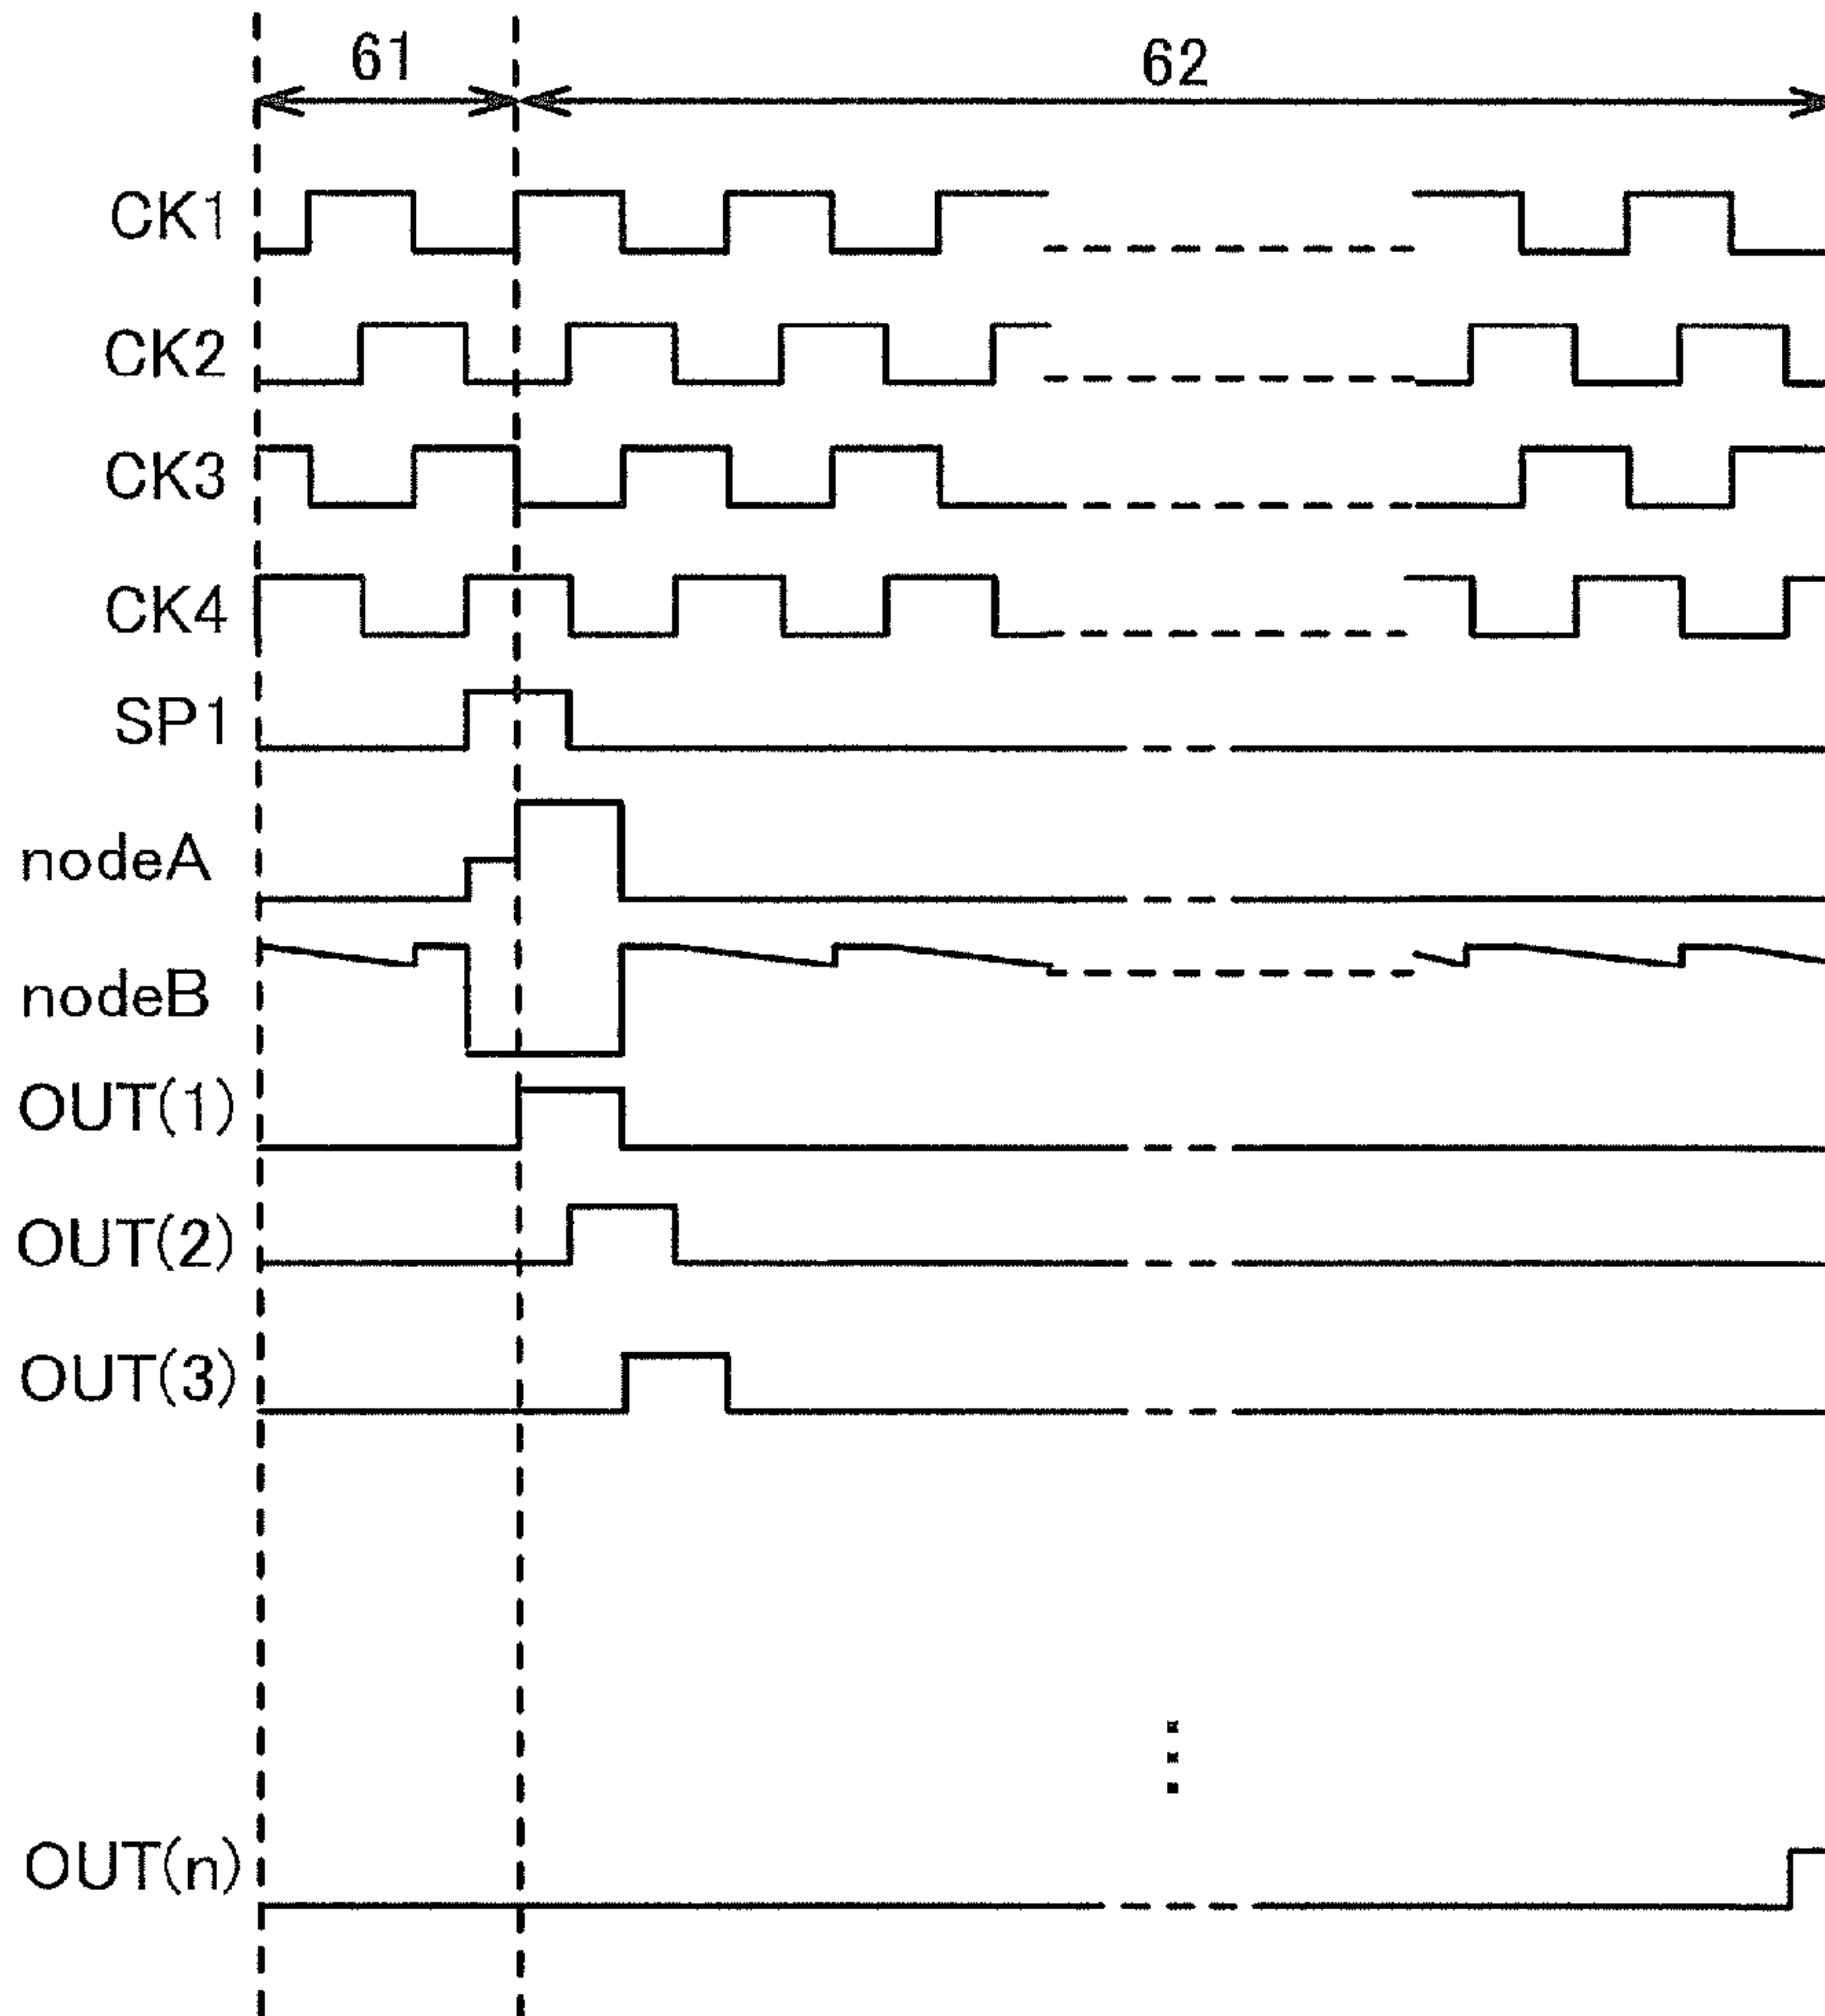 61 62
CK1
CK2
CK3
CK4
SP1
nodeA
nodeB
OUT(1)
OUT(2)
OUT(3)
OUT(n)